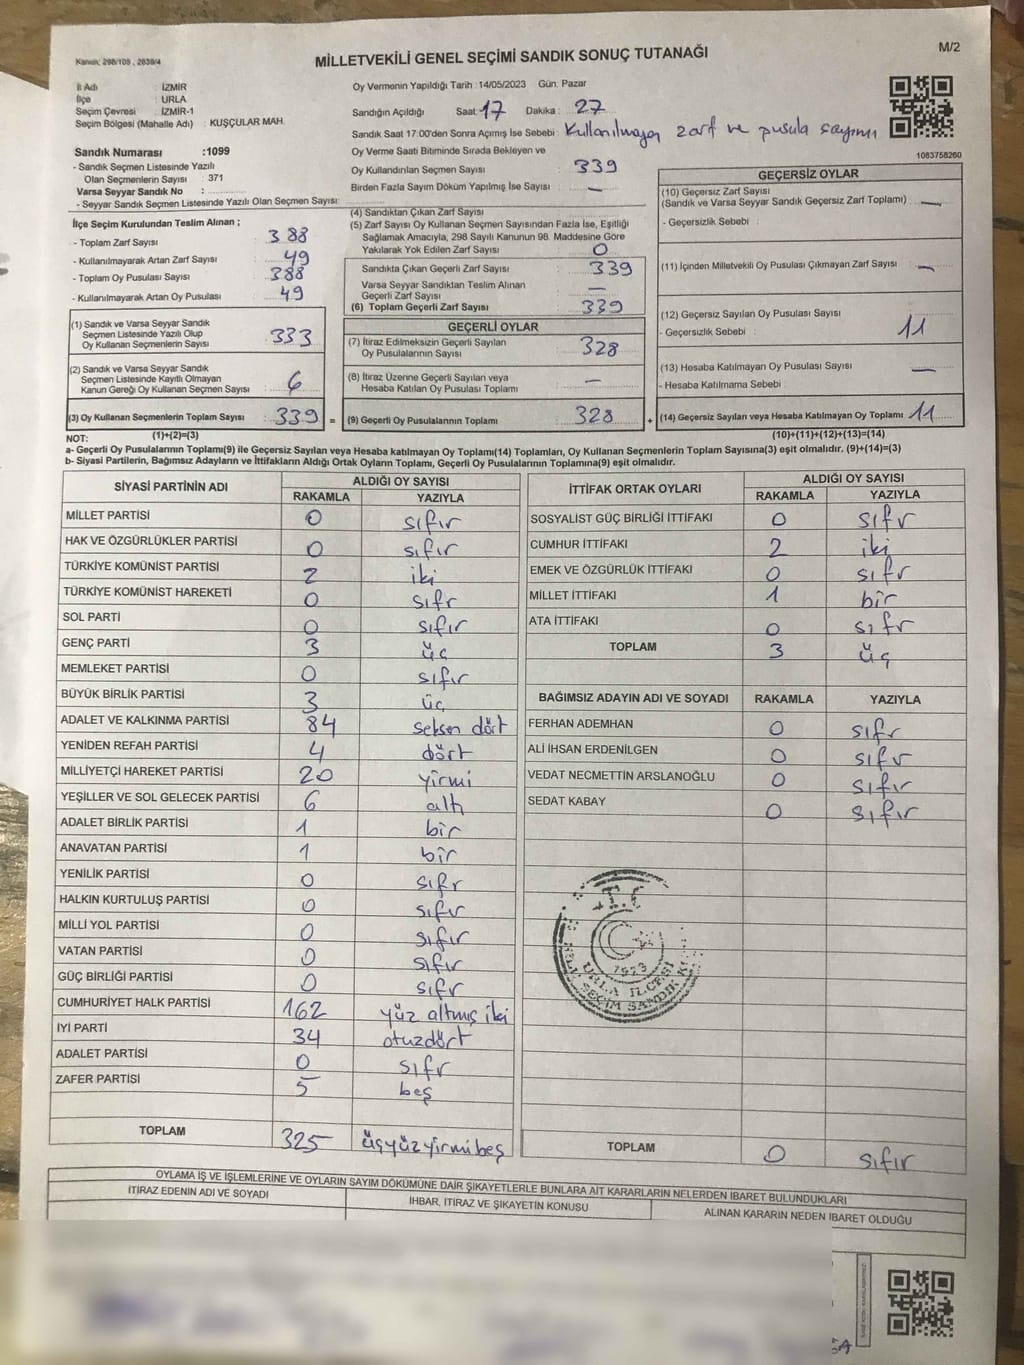 Kanun: 298/105, 2839/4
MİLLETVEKİLİ GENEL SEÇİMİ SANDIK SONUÇ TUTANAĞI
M/2
İl Adı : İZMİR
İlçe : URLA
Seçim Çevresi : İZMİR-1
Seçim Bölgesi (Mahalle Adı) : KUŞÇULAR MAH.
Oy Vermenin Yapıldığı Tarih : 14/05/2023 Gün: Pazar
Sandığın Açıldığı Saat: 17 Dakika : 27
Sandık Saat 17:00'den Sonra Açımış İse Sebebi : Kullanılmayan zarf ve pusula sayımı
1083758260
Sandık Numarası :1099
- Sandık Seçmen Listesinde Yazılı
Olan Seçmenlerin Sayısı : 371
Varsa Seyyar Sandık No :
- Seyyar Sandık Seçmen Listesinde Yazılı Olan Seçmen Sayısı:
Oy Verme Saati Bitiminde Sırada Bekleyen ve
Oy Kullandırılan Seçmen Sayısı : 339
Birden Fazla Sayım Döküm Yapılmış İse Sayısı : —
İlçe Seçim Kurulundan Teslim Alınan ;
- Toplam Zarf Sayısı : 388
- Kullanılmayarak Artan Zarf Sayısı : 49
- Toplam Oy Pusulası Sayısı : 388
- Kullanılmayarak Artan Oy Pusulası : 49
(1) Sandık ve Varsa Seyyar Sandık
Seçmen Listesinde Yazılı Olup
Oy Kullanan Seçmenlerin Sayısı : 333
(2) Sandık ve Varsa Seyyar Sandık
Seçmen Listesinde Kayıtlı Olmayan
Kanun Gereği Oy Kullanan Seçmen Sayısı : 6
(3) Oy Kullanan Seçmenlerin Toplam Sayısı : 339 =
(1)+(2)=(3)
(4) Sandıktan Çıkan Zarf Sayısı
(5) Zarf Sayısı Oy Kullanan Seçmen Sayısından Fazla İse, Eşitliği
Sağlamak Amacıyla, 298 Sayılı Kanunun 98. Maddesine Göre
Yakılarak Yok Edilen Zarf Sayısı : 0
Sandıkta Çıkan Geçerli Zarf Sayısı : 339
Varsa Seyyar Sandıktan Teslim Alınan
Geçerli Zarf Sayısı : —
(6) Toplam Geçerli Zarf Sayısı : 339
GEÇERLİ OYLAR
(7) İtiraz Edilmeksizin Geçerli Sayılan
Oy Pusulalarının Sayısı : 328
(8) İtiraz Üzerine Geçerli Sayılan veya
Hesaba Katılan Oy Pusulası Toplamı : —
(9) Geçerli Oy Pusulalarının Toplamı : 328 +
GEÇERSİZ OYLAR
(10) Geçersiz Zarf Sayısı
(Sandık ve Varsa Seyyar Sandık Geçersiz Zarf Toplamı) : —
- Geçersizlik Sebebi :
(11) İçinden Milletvekili Oy Pusulası Çıkmayan Zarf Sayısı : —
(12) Geçersiz Sayılan Oy Pusulası Sayısı : 11
- Geçersizlik Sebebi :
(13) Hesaba Katılmayan Oy Pusulası Sayısı : —
- Hesaba Katılmama Sebebi :
(14) Geçersiz Sayılan veya Hesaba Katılmayan Oy Toplamı : 11
(10)+(11)+(12)+(13)=(14)
NOT:
a- Geçerli Oy Pusulalarının Toplamı(9) ile Geçersiz Sayılan veya Hesaba katılmayan Oy Toplamı(14) Toplamları, Oy Kullanan Seçmenlerin Toplam Sayısına(3) eşit olmalıdır. (9)+(14)=(3)
b- Siyasi Partilerin, Bağımsız Adayların ve İttifakların Aldığı Ortak Oyların Toplamı, Geçerli Oy Pusulalarının Toplamına(9) eşit olmalıdır.
SİYASİ PARTİNİN ADI ALDIĞI OY SAYISI
RAKAMLA YAZIYLA
MİLLET PARTİSİ 0 sıfır
HAK VE ÖZGÜRLÜKLER PARTİSİ 0 sıfır
TÜRKİYE KOMÜNİST PARTİSİ 2 iki
TÜRKİYE KOMÜNİST HAREKETİ 0 sıfr
SOL PARTİ 0 sıfır
GENÇ PARTİ 3 üç
MEMLEKET PARTİSİ 0 sıfır
BÜYÜK BİRLİK PARTİSİ 3 üç
ADALET VE KALKINMA PARTİSİ 84 seksen dört
YENİDEN REFAH PARTİSİ 4 dört
MİLLİYETÇİ HAREKET PARTİSİ 20 yirmi
YEŞİLLER VE SOL GELECEK PARTİSİ 6 altı
ADALET BİRLİK PARTİSİ 1 bir
ANAVATAN PARTİSİ 1 bir
YENİLİK PARTİSİ 0 sıfr
HALKIN KURTULUŞ PARTİSİ 0 sıfır
MİLLİ YOL PARTİSİ 0 sıfır
VATAN PARTİSİ 0 sıfır
GÜÇ BİRLİĞİ PARTİSİ 0 sıfr
CUMHURİYET HALK PARTİSİ 162 yüz altmış iki
İYİ PARTİ 34 otuzdört
ADALET PARTİSİ 0 sıfr
ZAFER PARTİSİ 5 beş
TOPLAM 325 üçyüzyirmibeş
İTTİFAK ORTAK OYLARI ALDIĞI OY SAYISI
RAKAMLA YAZIYLA
SOSYALİST GÜÇ BİRLİĞİ İTTİFAKI 0 sıfr
CUMHUR İTTİFAKI 2 iki
EMEK VE ÖZGÜRLÜK İTTİFAKI 0 sıfr
MİLLET İTTİFAKI 1 bir
ATA İTTİFAKI 0 sıfr
TOPLAM 3 üç
BAĞIMSIZ ADAYIN ADI VE SOYADI RAKAMLA YAZIYLA
FERHAN ADEMHAN 0 sıfr
ALİ İHSAN ERDENİLGEN 0 sıfır
VEDAT NECMETTİN ARSLANOĞLU 0 sıfır
SEDAT KABAY 0 sıfır
T.C
1923
URLA İLÇESİ
SEÇİM SANDIK
TOPLAM 0 sıfır
OYLAMA İŞ VE İŞLEMLERİNE VE OYLARIN SAYIM DÖKÜMÜNE DAİR ŞİKAYETLERLE BUNLARA AİT KARARLARIN NELERDEN İBARET BULUNDUKLARI
İTİRAZ EDENİN ADI VE SOYADI İHBAR, İTİRAZ VE ŞİKAYETİN KONUSU ALINAN KARARIN NEDEN İBARET OLDUĞU